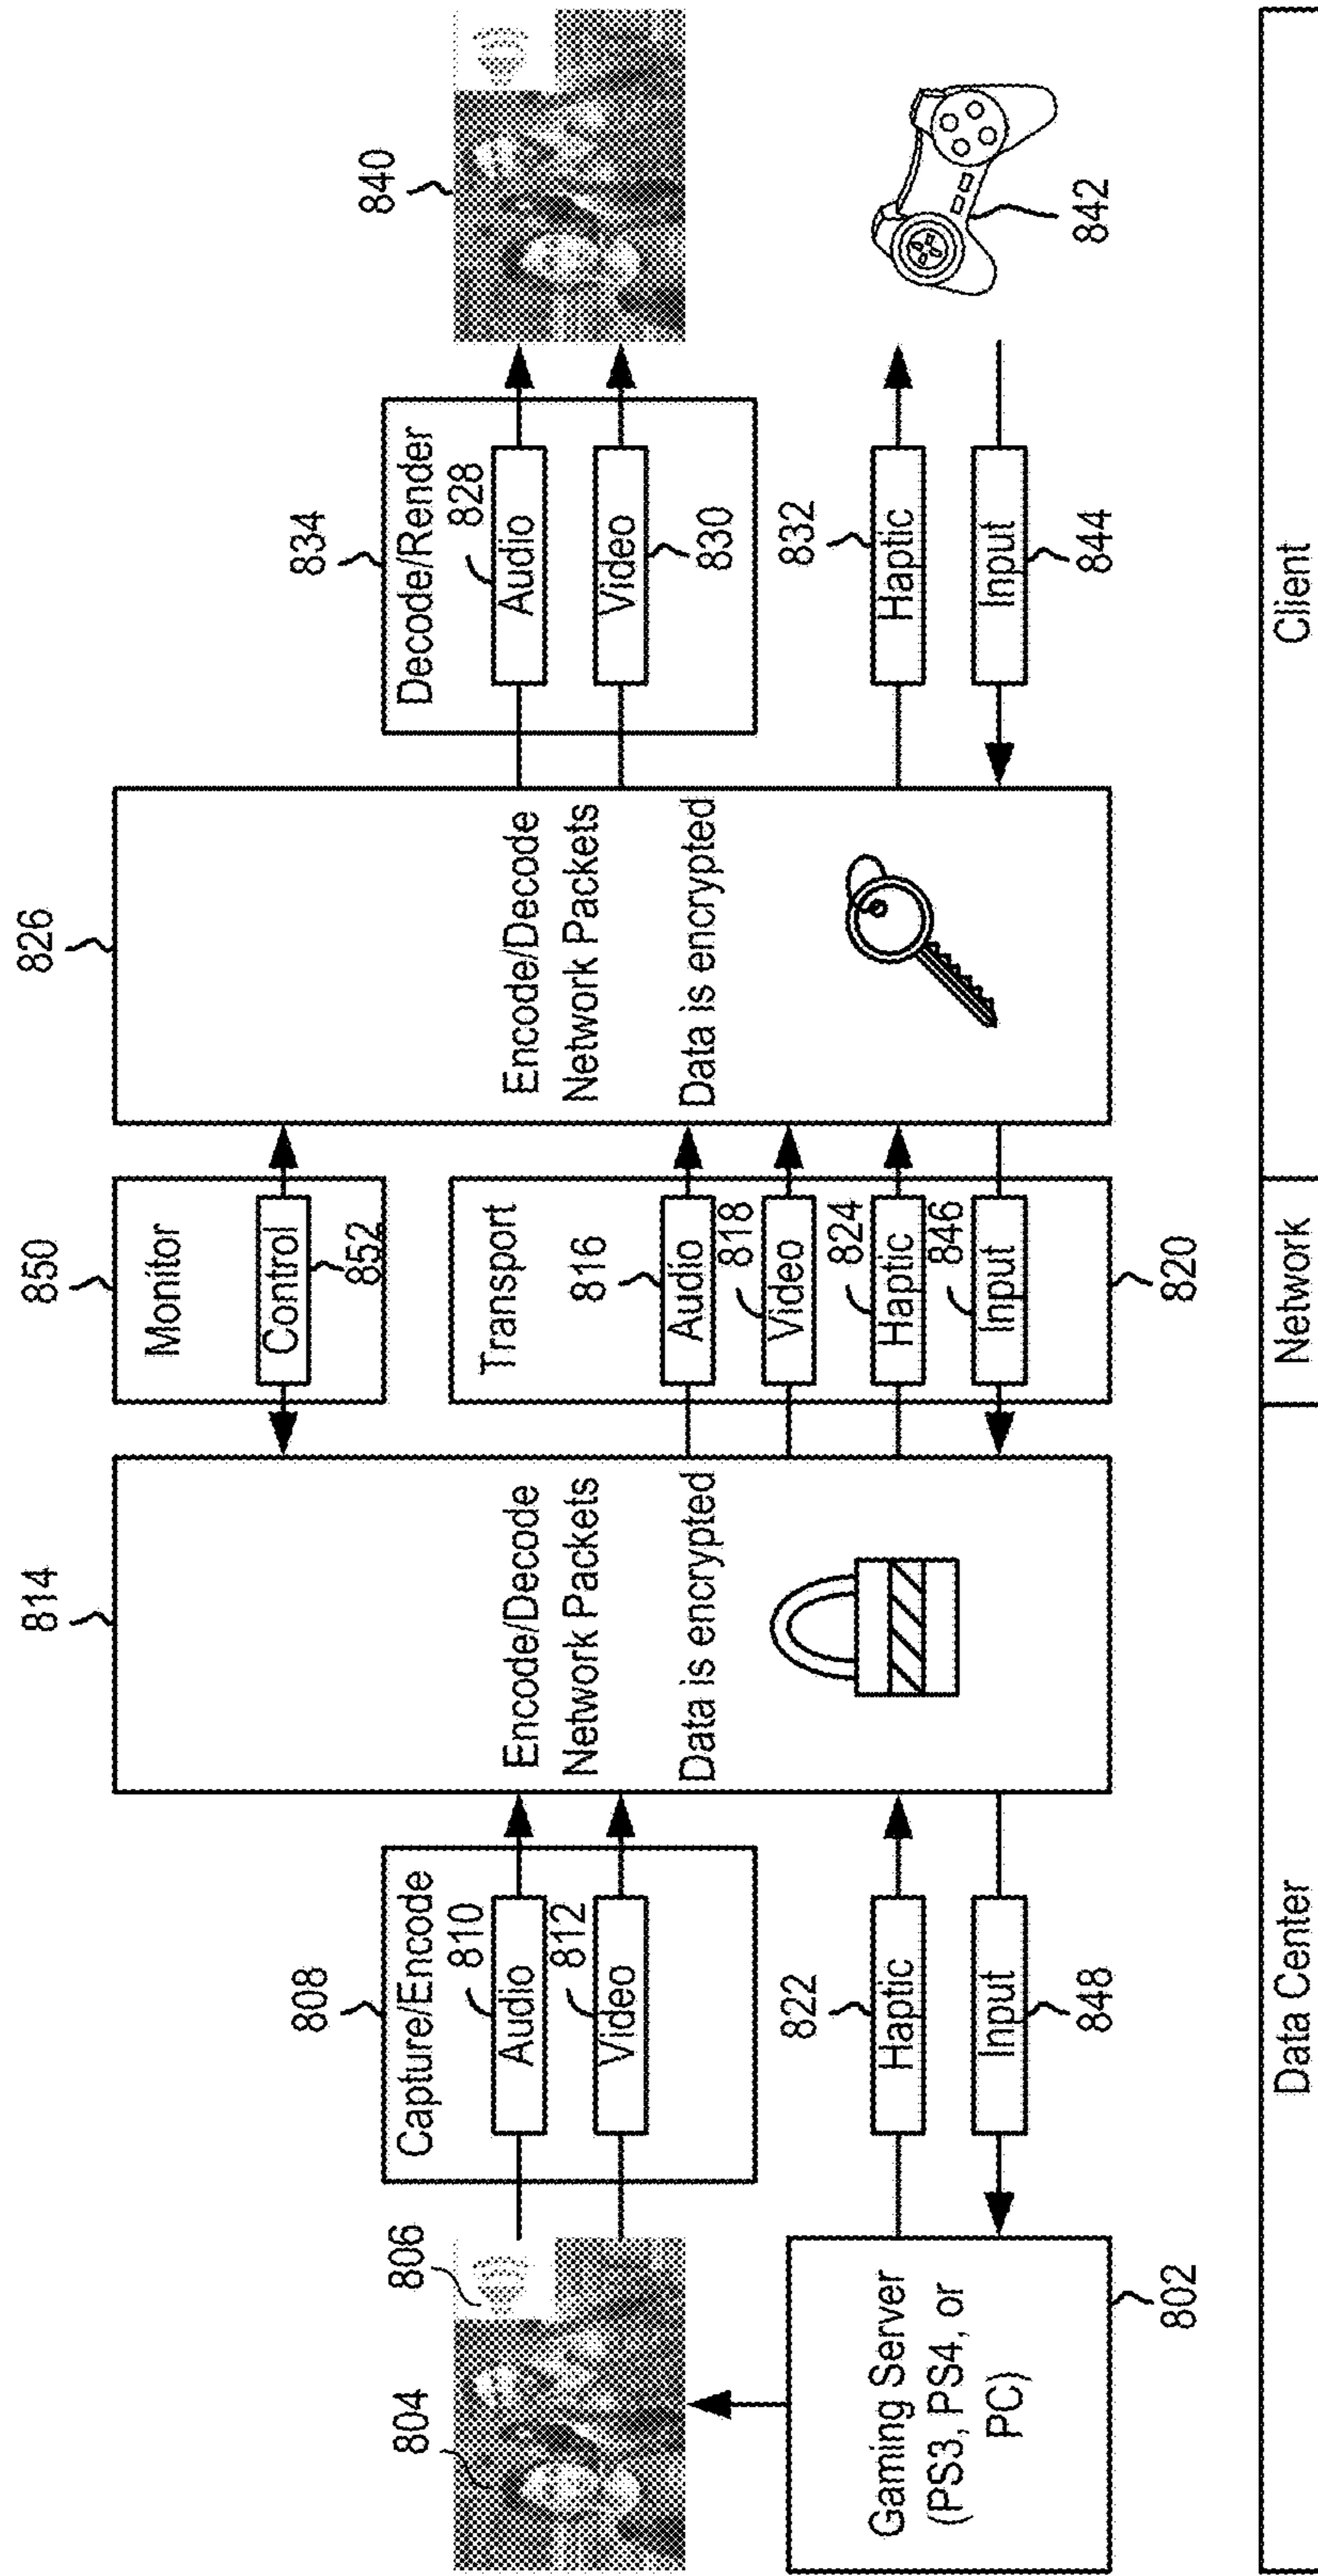 804
806
Gaming Server
(PS3, PS4, or
PC)
802
808
Capture/Encode
810
Audio
812
Video
822
Haptic
Input
848
814
Encode/Decode
Network Packets
Data is encrypted
850
Monitor
Control
852
Transport
816
Audio
818
Video
824
Haptic
846
Input
820
826
Encode/Decode
Network Packets
Data is encrypted
834
Decode/Render
828
Audio
Video
830
832
Haptic
Input
844
840
842
Data Center
Network
Client